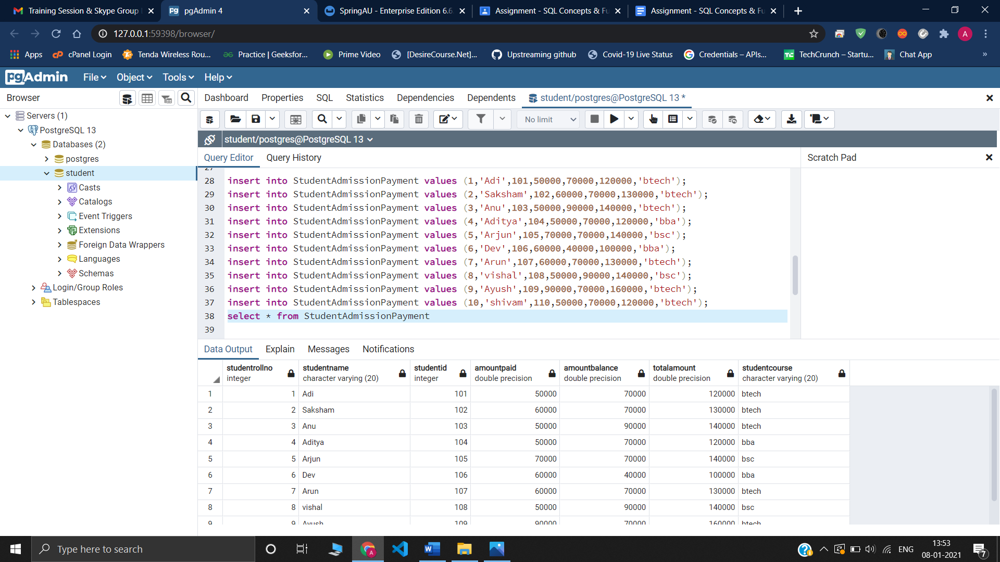 Training Session & Skype Group
pgAdmin 4
SpringAU - Enterprise Edition 6.6.
Assignment - SQL Concepts & Fu
Assignment - SQL Concepts & Fu
127.0.0.1:59398/browser/
A
Apps
cPanel Login
Tenda Wireless Rou...
Practice | Geeksfor...
Prime Video
[DesireCourse.Net]...
Upstreaming github
Covid-19 Live Status
Credentials – APIs...
TechCrunch – Startu...
Chat App
»
pgAdmin
File
Object
Tools
Help
Browser
Dashboard
Properties
SQL
Statistics
Dependencies
Dependents
student/postgres@PostgreSQL 13 *
Servers (1)
PostgreSQL 13
Databases (2)
postgres
student
Casts
Catalogs
Event Triggers
Extensions
Foreign Data Wrappers
Languages
Schemas
Login/Group Roles
Tablespaces
No limit
student/postgres@PostgreSQL 13
Query Editor
Query History
Scratch Pad
27
28 insert into StudentAdmissionPayment values (1,'Adi',101,50000,70000,120000,'btech');
29 insert into StudentAdmissionPayment values (2,'Saksham',102,60000,70000,130000,'btech');
30 insert into StudentAdmissionPayment values (3,'Anu',103,50000,90000,140000,'btech');
31 insert into StudentAdmissionPayment values (4,'Aditya',104,50000,70000,120000,'bba');
32 insert into StudentAdmissionPayment values (5,'Arjun',105,70000,70000,140000,'bsc');
33 insert into StudentAdmissionPayment values (6,'Dev',106,60000,40000,100000,'bba');
34 insert into StudentAdmissionPayment values (7,'Arun',107,60000,70000,130000,'btech');
35 insert into StudentAdmissionPayment values (8,'vishal',108,50000,90000,140000,'bsc');
36 insert into StudentAdmissionPayment values (9,'Ayush',109,90000,70000,160000,'btech');
37 insert into StudentAdmissionPayment values (10,'shivam',110,50000,70000,120000,'btech');
38 select * from StudentAdmissionPayment
39
Data Output
Explain
Messages
Notifications
studentrollno studentname studentid amountpaid amountbalance totalamount studentcourse
integer character varying (20) integer double precision double precision double precision character varying (20)
1 1 Adi 101 50000 70000 120000 btech
2 2 Saksham 102 60000 70000 130000 btech
3 3 Anu 103 50000 90000 140000 btech
4 4 Aditya 104 50000 70000 120000 bba
5 5 Arjun 105 70000 70000 140000 bsc
6 6 Dev 106 60000 40000 100000 bba
7 7 Arun 107 60000 70000 130000 btech
8 8 vishal 108 50000 90000 140000 bsc
9 9 Ayush 109 90000 70000 160000 btech
Type here to search
ENG
13:53
08-01-2021
7